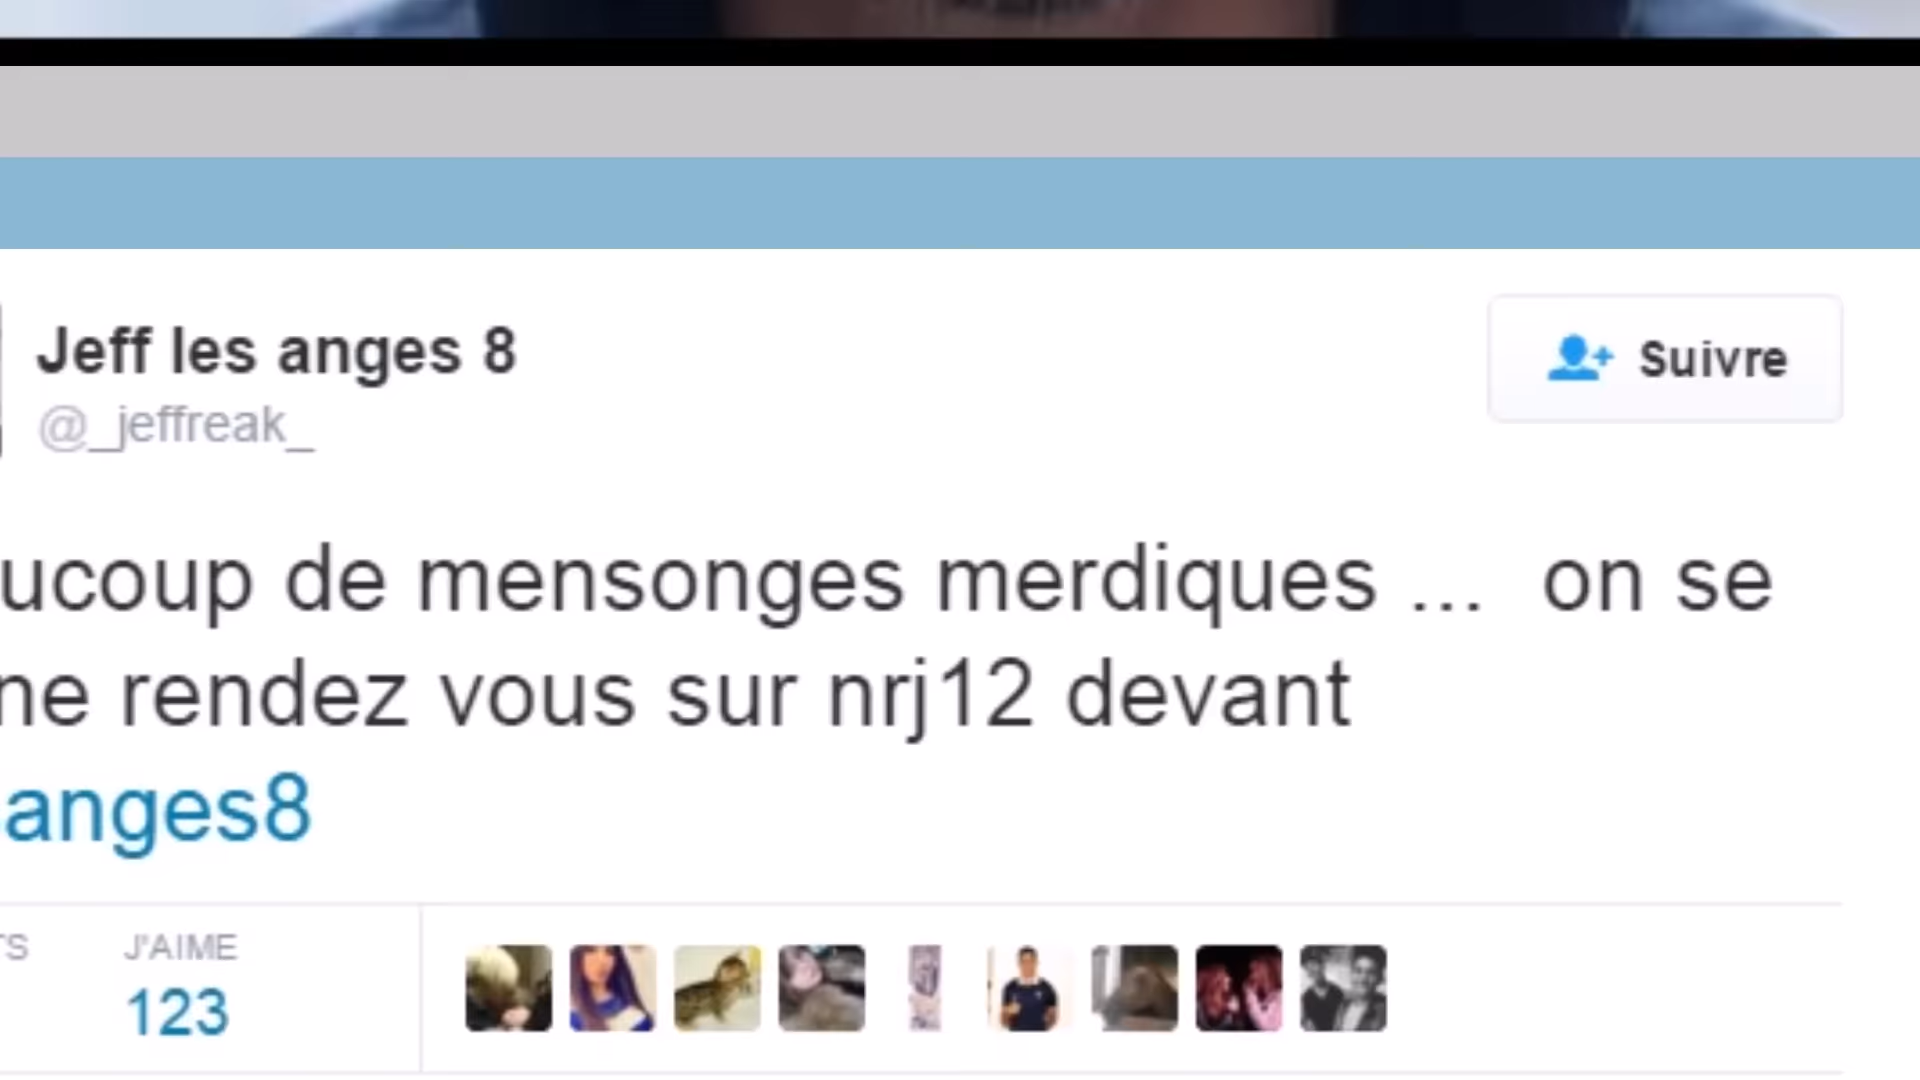 Jeff les anges 8
Suivre
@_jeffreak_
ucoup de mensonges merdiques ... on se
ne rendez vous sur nrj12 devant
anges8
TS
J'AIME
123